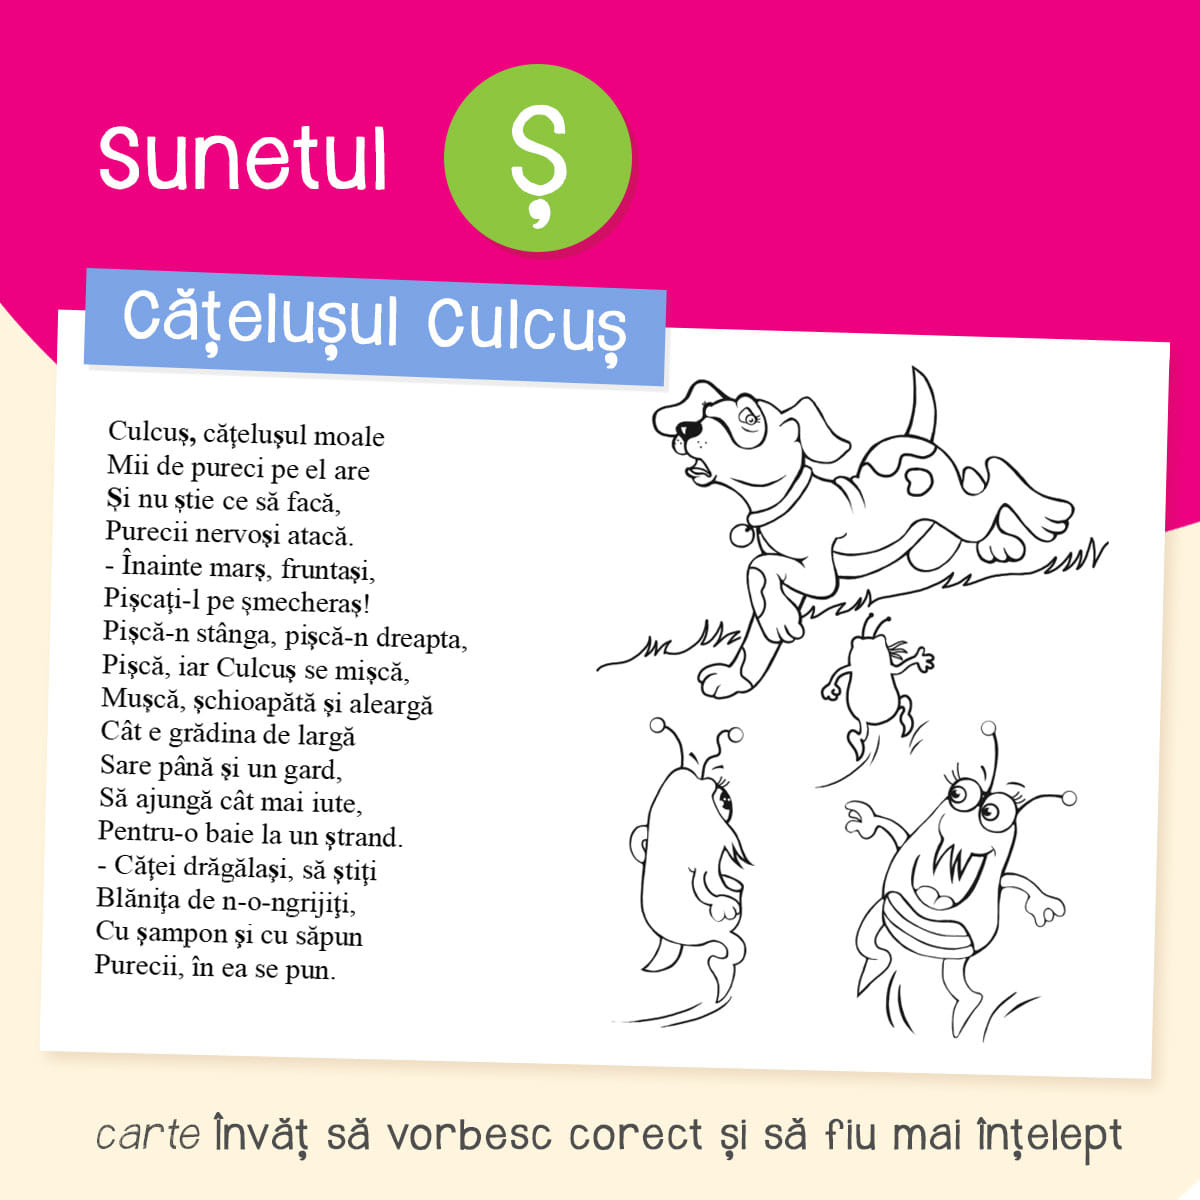 Sunetul Ș
Cățelușul Culcuș
Culcuș, căţeluşul moale
Mii de pureci pe el are
Și nu știe ce să facă,
Purecii nervoși atacă.
- Înainte marș, fruntași,
Pișcați-l pe șmecheraș!
Pișcă-n stânga, pișcă-n dreapta,
Pișcă, iar Culcuș se mișcă,
Mușcă, șchioapătă și aleargă
Cât e grădina de largă
Sare până și un gard,
Să ajungă cât mai iute,
Pentru-o baie la un ștrand.
- Căţei drăgălași, să știţi
Blănița de n-o-ngrijiţi,
Cu șampon și cu săpun
Purecii, în ea se pun.
carte Învăț să vorbesc corect și să fiu mai înțelept